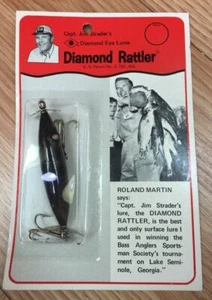 Capt. Jim Strader's
Diamond Eye Lures
Diamond Rattler
ROLAND MARTIN
says:
"Capt. Jim Strader's
lure, the DIAMOND
RATTLER, is the best
and only surface lure I
used in winning the
Bass Anglers Sports-
man Society's tourna-
ment on Lake Semi-
nole, Georgia."